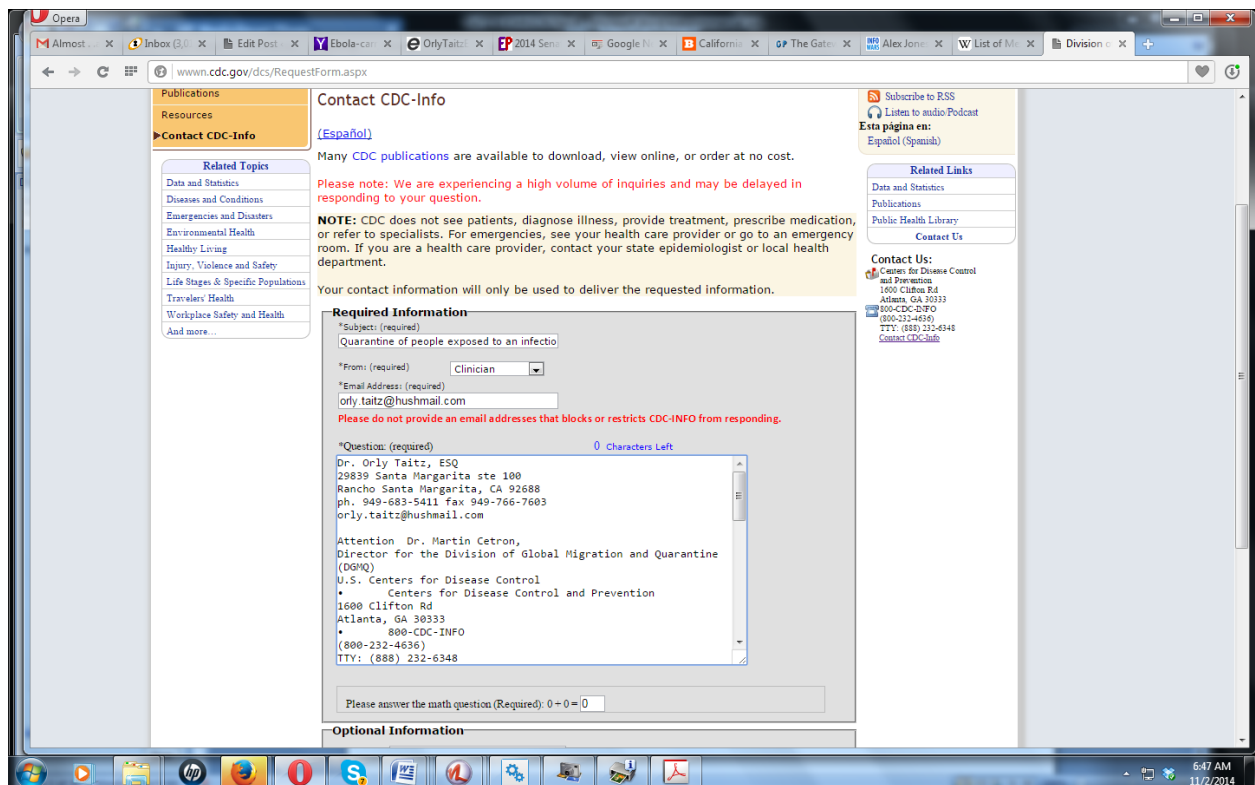 Opera
Almost
Inbox (3,0
Edit Post
Ebola-can
OrlyTaitz
2014 Sena
Google N
California
GP The Gatew
Alex Jones
List of Me
Division o
wwwn.cdc.gov/dcs/RequestForm.aspx
Publications
Resources
Contact CDC-Info
Related Topics
Data and Statistics
Diseases and Conditions
Emergencies and Disasters
Environmental Health
Healthy Living
Injury, Violence and Safety
Life Stages & Specific Populations
Travelers' Health
Workplace Safety and Health
And more...
Contact CDC-Info
(Español)
Many CDC publications are available to download, view online, or order at no cost.
Please note: We are experiencing a high volume of inquiries and may be delayed in
responding to your question.
NOTE: CDC does not see patients, diagnose illness, provide treatment, prescribe medication,
or refer to specialists. For emergencies, see your health care provider or go to an emergency
room. If you are a health care provider, contact your state epidemiologist or local health
department.
Your contact information will only be used to deliver the requested information.
Required Information
*Subject: (required)
Quarantine of people exposed to an infectio
*From: (required) Clinician
*Email Address: (required)
orly.taitz@hushmail.com
Please do not provide an email addresses that blocks or restricts CDC-INFO from responding.
*Question: (required) 0 Characters Left
Dr. Orly Taitz, ESQ
29839 Santa Margarita ste 100
Rancho Santa Margarita, CA 92688
ph. 949-683-5411 fax 949-766-7603
orly.taitz@hushmail.com
Attention Dr. Martin Cetron,
Director for the Division of Global Migration and Quarantine
(DGMQ)
U.S. Centers for Disease Control
• Centers for Disease Control and Prevention
1600 Clifton Rd
Atlanta, GA 30333
• 800-CDC-INFO
(800-232-4636)
TTY: (888) 232-6348
Please answer the math question (Required): 0 + 0 = 0
Optional Information
Subscribe to RSS
Listen to audio/Podcast
Esta página en:
Español (Spanish)
Related Links
Data and Statistics
Publications
Public Health Library
Contact Us
Contact Us:
Centers for Disease Control
and Prevention
1600 Clifton Rd
Atlanta, GA 30333
800-CDC-INFO
(800-232-4636)
TTY: (888) 232-6348
Contact CDC-Info
6:47 AM
11/2/2014